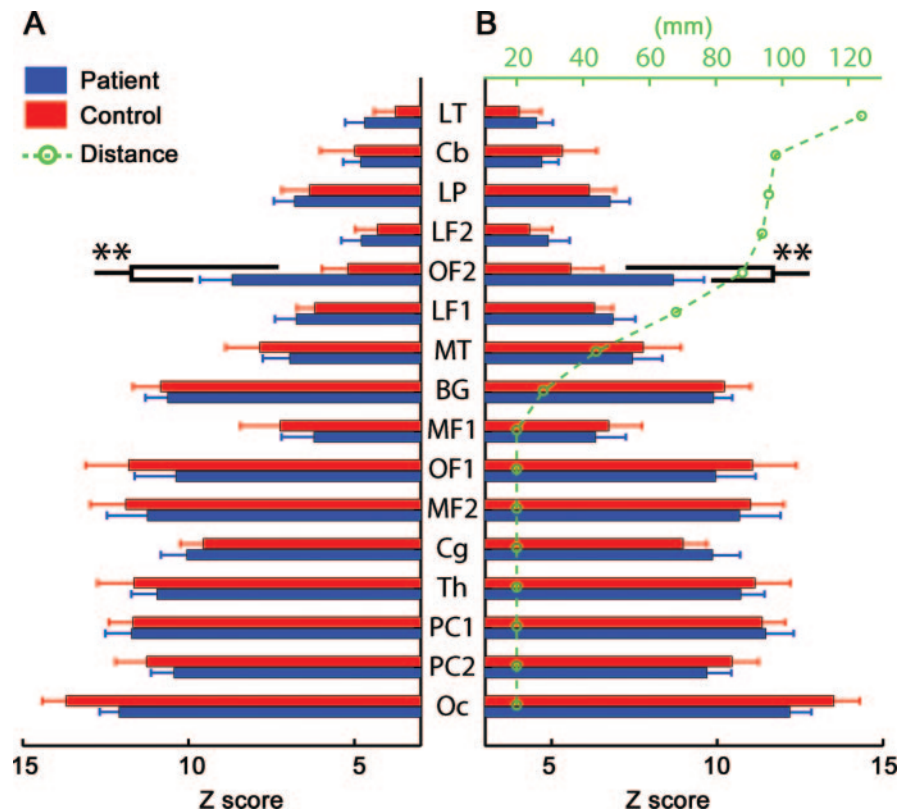 A
B
(mm)
20 40 60 80 100 120
Patient
Control
Distance
LT
Cb
LP
LF2
** OF2 **
LF1
MT
BG
MF1
OF1
MF2
Cg
Th
PC1
PC2
Oc
15 10 5 5 10 15
Z score Z score